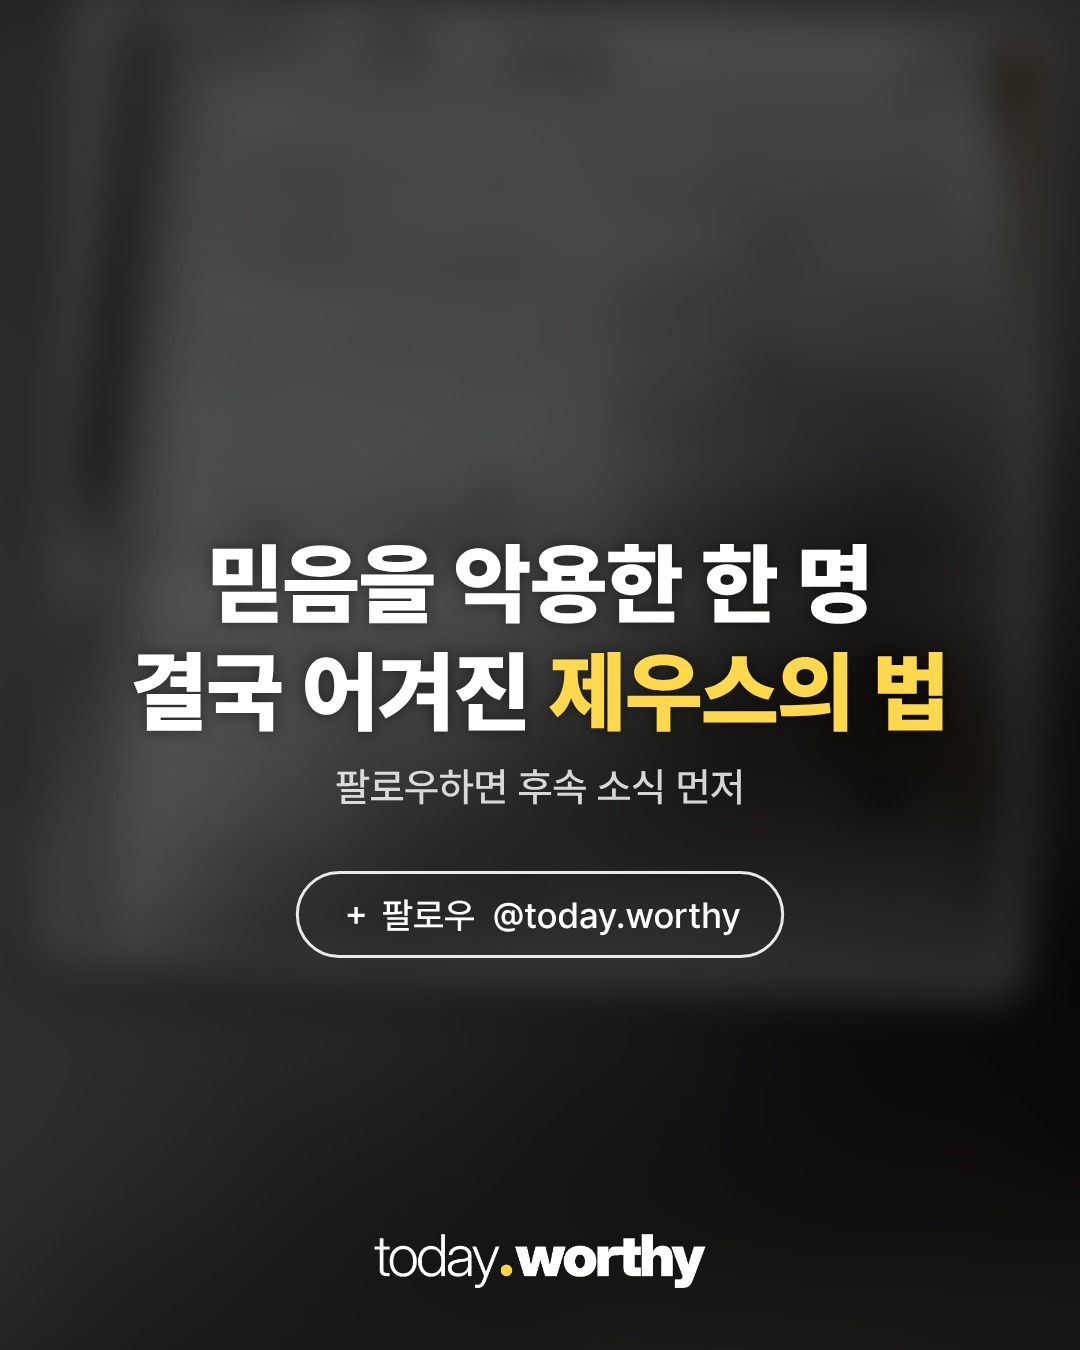 믿음을 악용한 한 명
결국 어겨진 제우스의 법
팔로우하면 후속 소식 먼저
+ 팔로우 @today.worthy
today.worthy